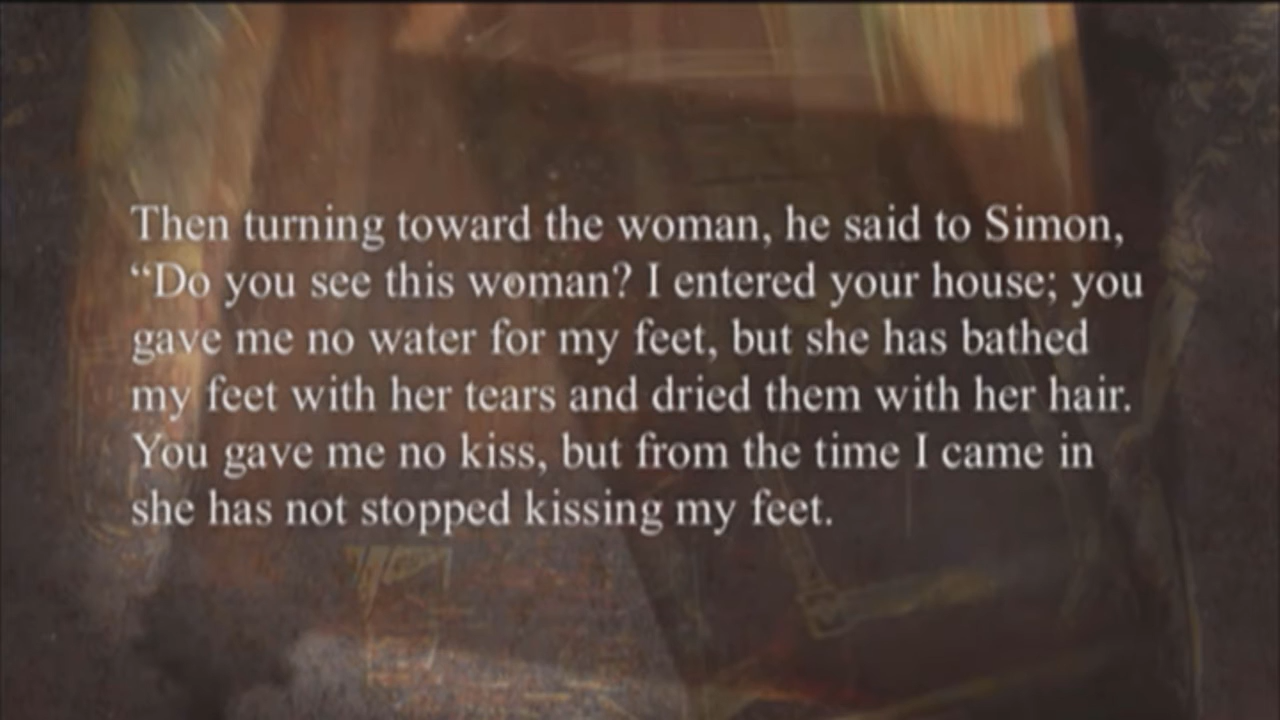 Then turning toward the woman, he said to Simon,
“Do you see this woman? I entered your house; you
gave me no water for my feet, but she has bathed
my feet with her tears and dried them with her hair.
You gave me no kiss, but from the time I came in
she has not stopped kissing my feet.